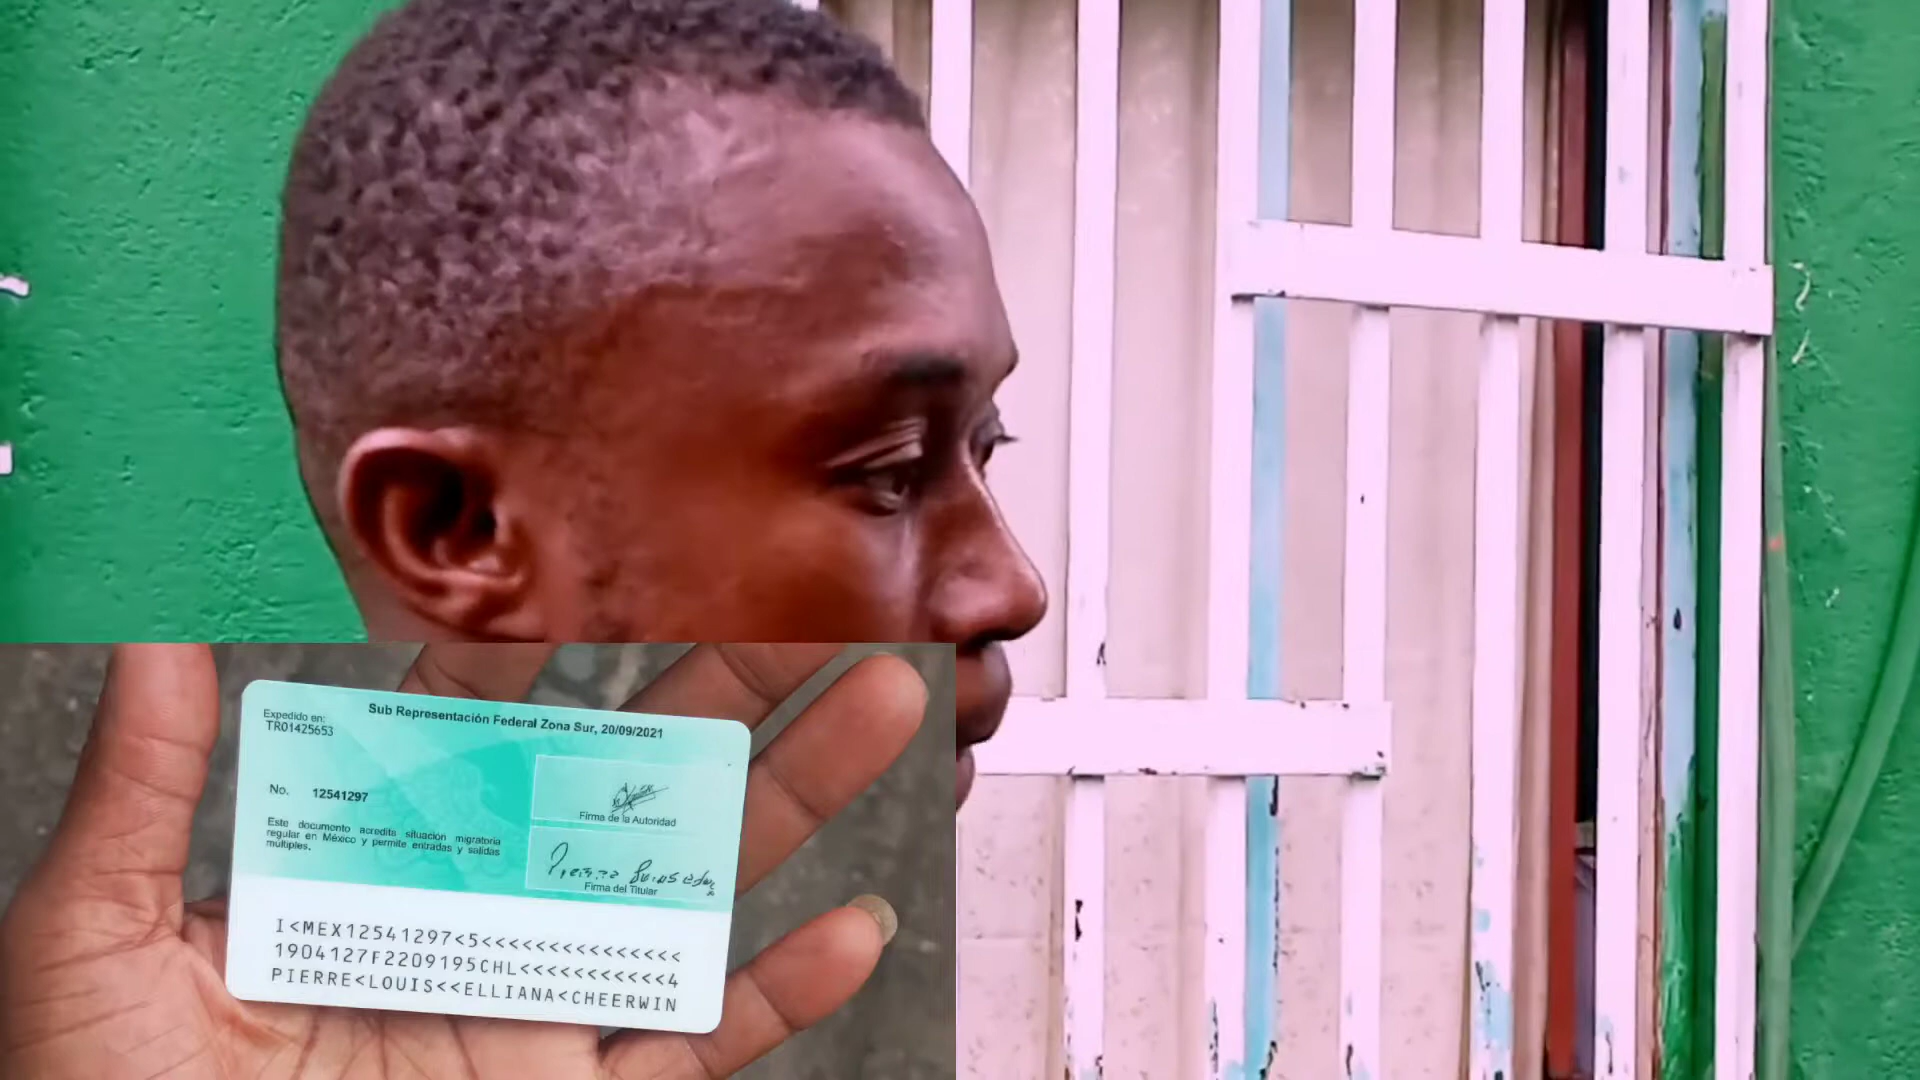 Sub Representación Federal Zona Sur, 20/09/2021
Expedido en:
TR01425653
No. 12541297
Este documento acredita situación migratoria
regular en México y permite entradas y salidas
múltiples.
Firma de la Autoridad
Firma del Titular
I<MEX12541297<5<<<<<<<<<<<<<<<
1904127F2209195CHL<<<<<<<<<<<4
PIERRE<LOUIS<<ELLIANA<CHEERWIN